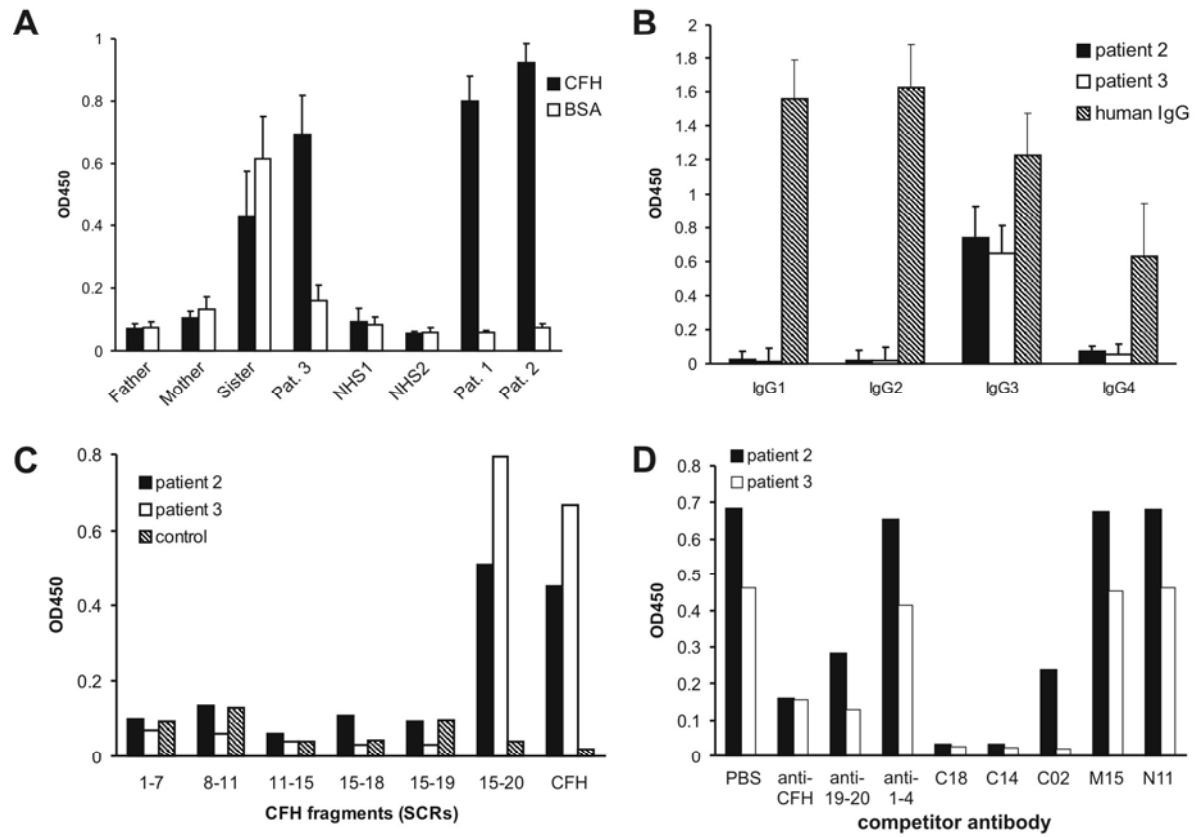 A
1
0.8
0.6
0.4
0.2
0
OD450
CFH
BSA
Father
Mother
Sister
Pat. 3
NHS1
NHS2
Pat. 1
Pat. 2
B
2
1.8
1.6
1.4
1.2
1
0.8
0.6
0.4
0.2
0
OD450
patient 2
patient 3
human IgG
IgG1
IgG2
IgG3
IgG4
C
0.8
0.6
0.4
0.2
0
OD450
patient 2
patient 3
control
1-7
8-11
11-15
15-18
15-19
15-20
CFH
CFH fragments (SCRs)
D
0.8
0.7
0.6
0.5
0.4
0.3
0.2
0.1
0
OD450
patient 2
patient 3
PBS
anti-
CFH
anti-
19-20
anti-
1-4
C18
C14
C02
M15
N11
competitor antibody